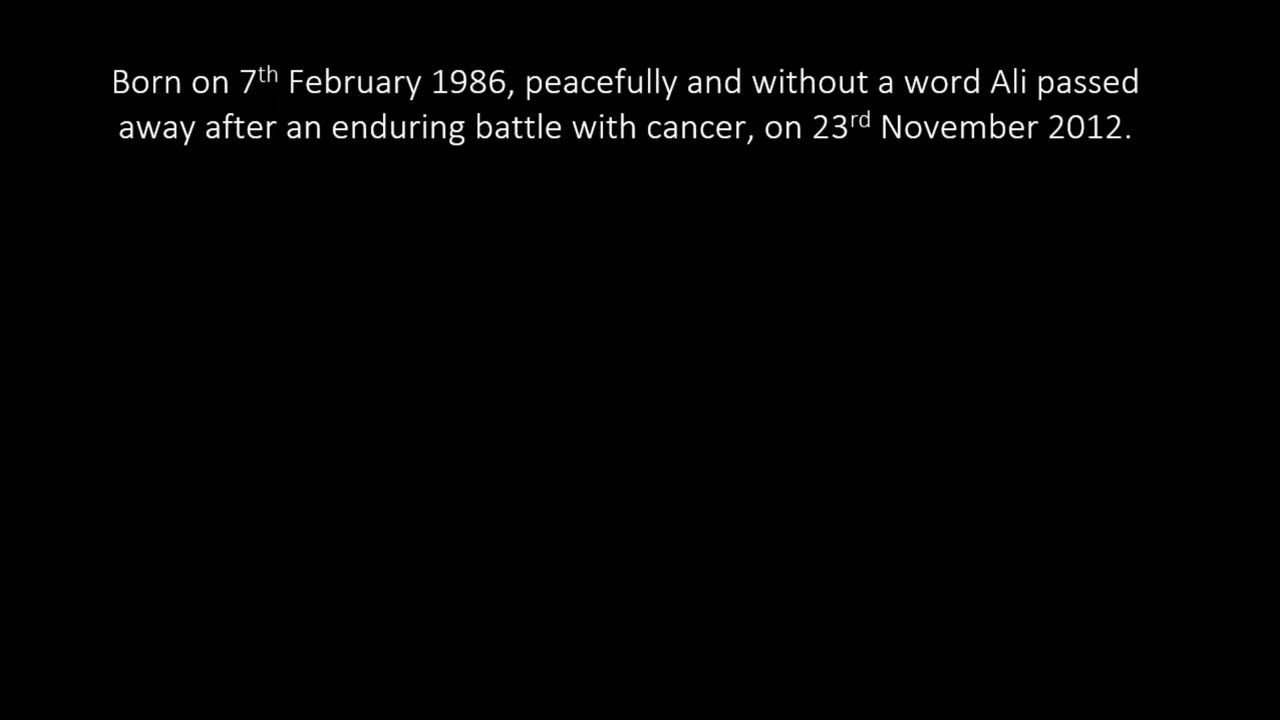 Born on 7th February 1986, peacefully and without a word Ali passed
away after an enduring battle with cancer, on 23rd November 2012.